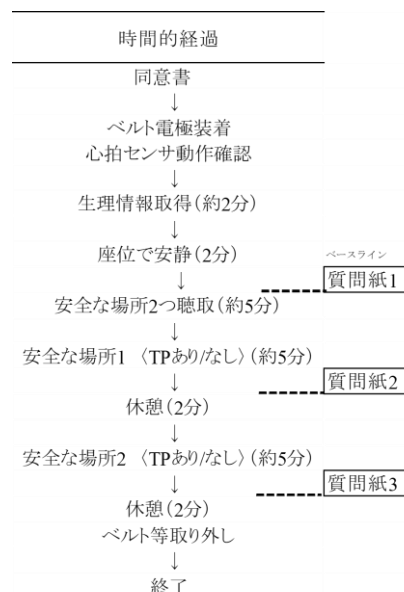 時間的経過
同意書
↓
ベルト電極装着
心拍センサ動作確認
↓
生理情報取得(約2分)
↓
座位で安静(2分)
ベースライン
↓
質問紙1
安全な場所2つ聴取(約5分)
↓
安全な場所1 〈TPあり/なし〉(約5分)
↓
質問紙2
休憩(2分)
↓
安全な場所2 〈TPあり/なし〉(約5分)
↓
質問紙3
休憩(2分)
ベルト等取り外し
↓
終了